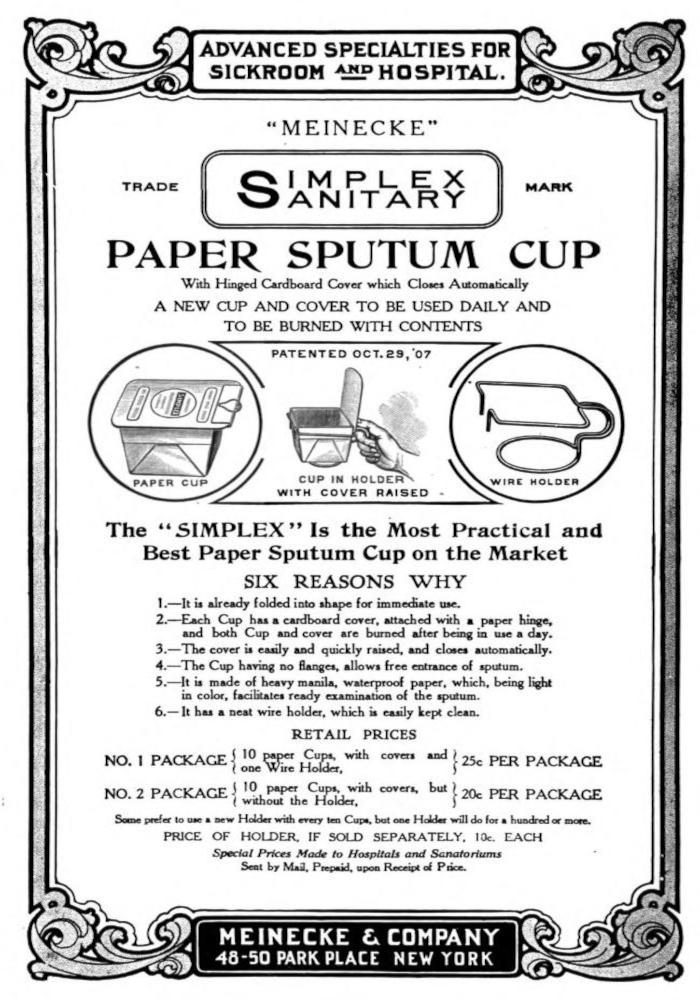 ADVANCED SPECIALTIES FOR
SICKROOM AND HOSPITAL.
"MEINECKE"
TRADE
SIMPLEX
SANITARY
MARK
PAPER SPUTUM CUP
With Hinged Cardboard Cover which Closes Automatically
A NEW CUP AND COVER TO BE USED DAILY AND
TO BE BURNED WITH CONTENTS
PATENTED OCT. 29, '07
PAPER CUP
CUP IN HOLDER
WITH COVER RAISED
WIRE HOLDER
The "SIMPLEX" Is the Most Practical and
Best Paper Sputum Cup on the Market
SIX REASONS WHY
1.—It is already folded into shape for immediate use.
2.—Each Cup has a cardboard cover, attached with a paper hinge,
and both Cup and cover are burned after being in use a day.
3.—The cover is easily and quickly raised, and closes automatically.
4.—The Cup having no flanges, allows free entrance of sputum.
5.—It is made of heavy manila, waterproof paper, which, being light
in color, facilitates ready examination of the sputum.
6.—It has a neat wire holder, which is easily kept clean.
RETAIL PRICES
NO. 1 PACKAGE { 10 paper Cups, with covers and one Wire Holder, } 25c PER PACKAGE
NO. 2 PACKAGE { 10 paper Cups, with covers, but without the Holder, } 20c PER PACKAGE
Some prefer to use a new Holder with every ten Cups, but one Holder will do for a hundred or more.
PRICE OF HOLDER, IF SOLD SEPARATELY, 10c. EACH
Special Prices Made to Hospitals and Sanatoriums
Sent by Mail, Prepaid, upon Receipt of Price.
MEINECKE & COMPANY
48-50 PARK PLACE NEW YORK